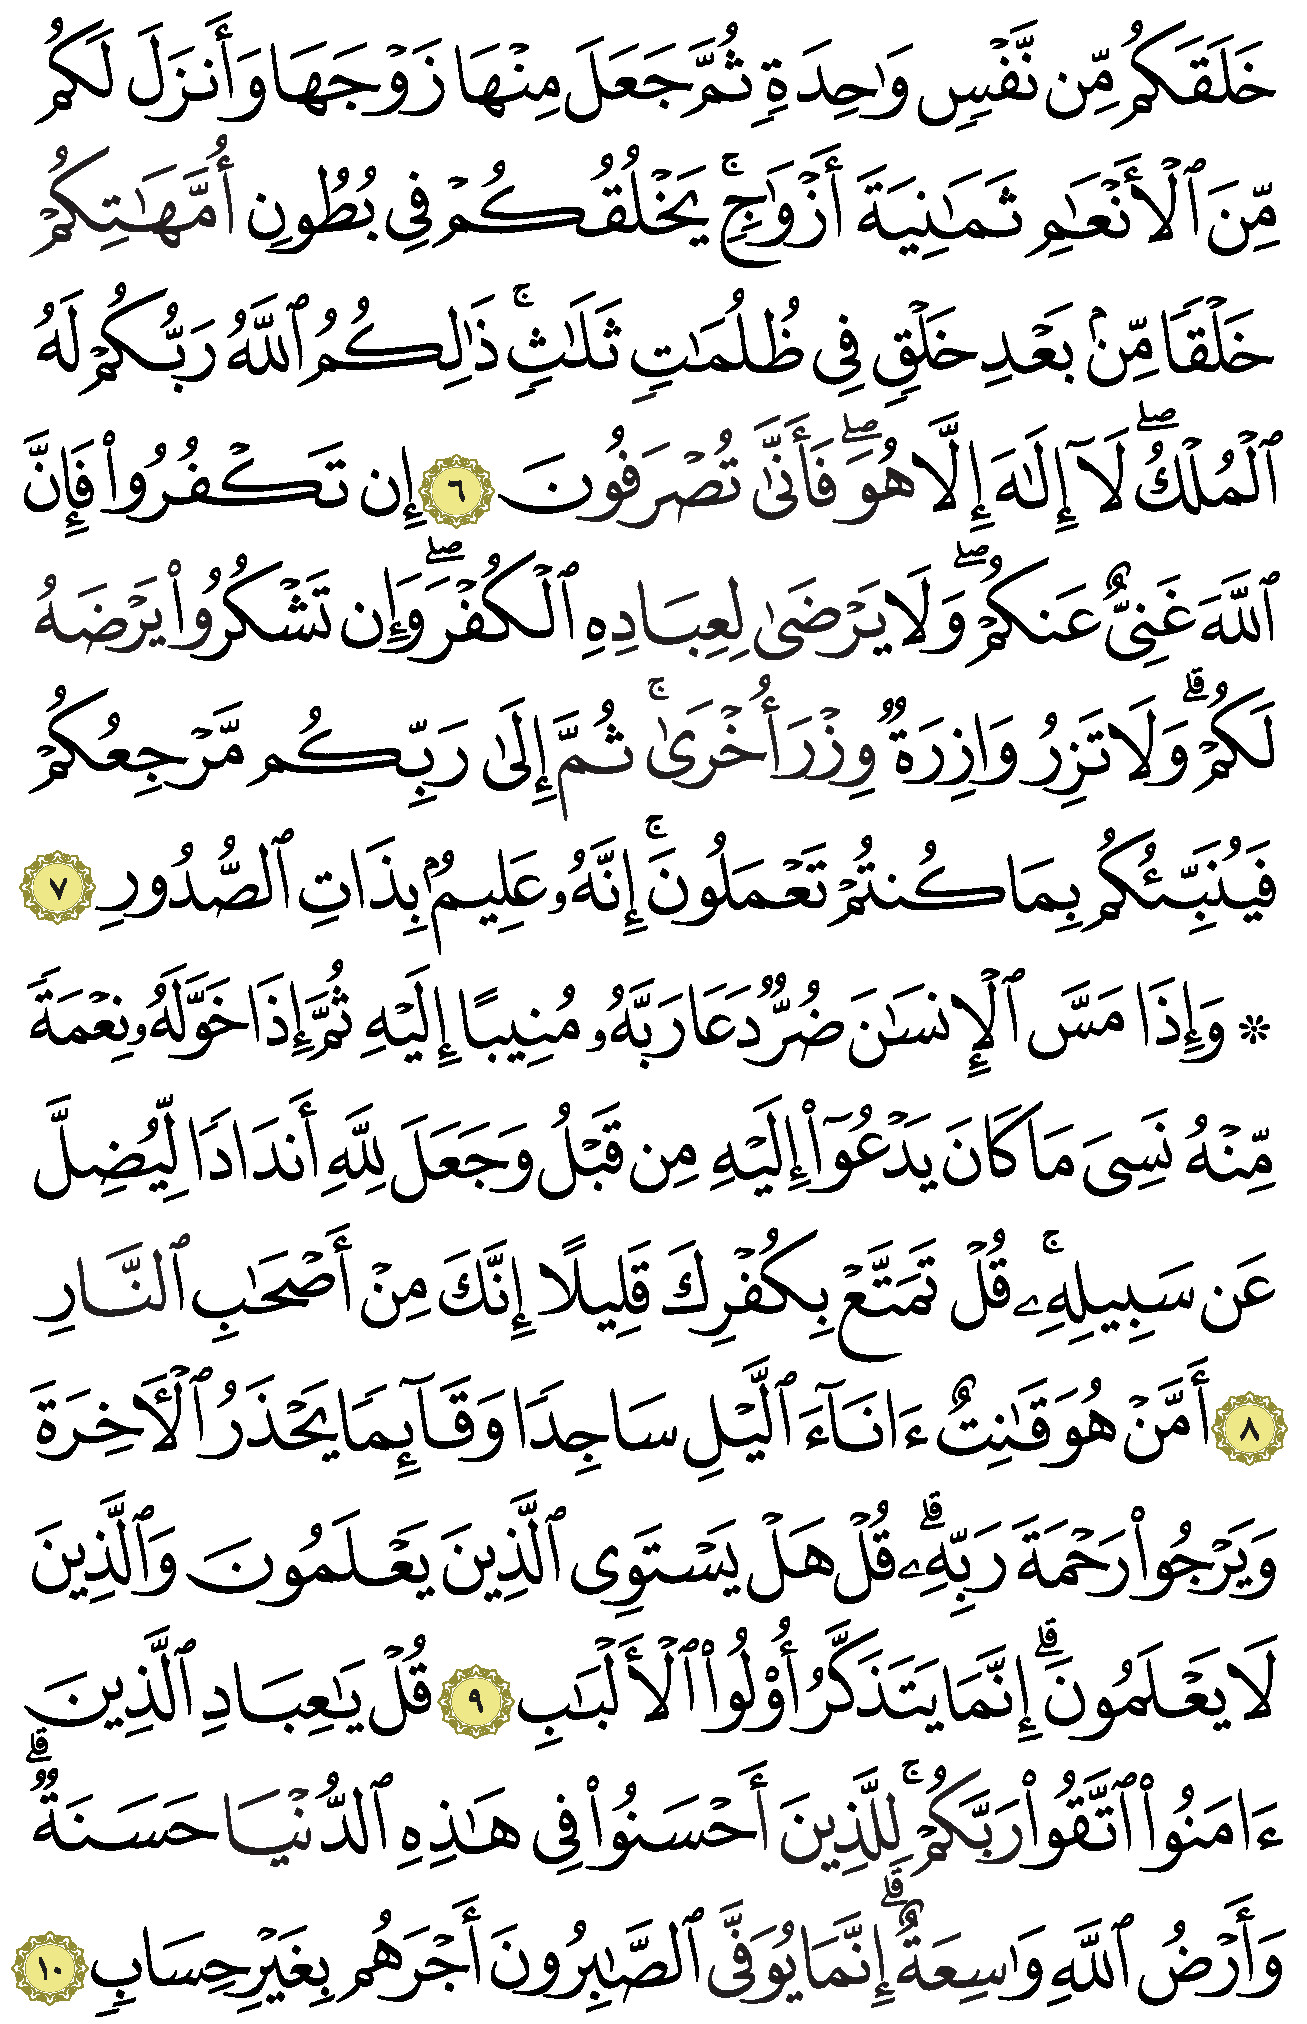 خَلَقَكُم مِّن نَّفْسٍ وَٰحِدَةٍ ثُمَّ جَعَلَ مِنْهَا زَوْجَهَا وَأَنزَلَ لَكُم
مِّنَ ٱلْأَنْعَٰمِ ثَمَٰنِيَةَ أَزْوَٰجٍ ۚ يَخْلُقُكُمْ فِى بُطُونِ أُمَّهَٰتِكُمْ
خَلْقًا مِّنۢ بَعْدِ خَلْقٍ فِى ظُلُمَٰتٍ ثَلَٰثٍ ۚ ذَٰلِكُمُ ٱللَّهُ رَبُّكُمْ لَهُ
ٱلْمُلْكُ ۖ لَآ إِلَٰهَ إِلَّا هُوَ ۖ فَأَنَّىٰ تُصْرَفُونَ ٦ إِن تَكْفُرُوا۟ فَإِنَّ
ٱللَّهَ غَنِىٌّ عَنكُمْ ۖ وَلَا يَرْضَىٰ لِعِبَادِهِ ٱلْكُفْرَ ۖ وَإِن تَشْكُرُوا۟ يَرْضَهُ
لَكُمْ ۗ وَلَا تَزِرُ وَازِرَةٌ وِزْرَ أُخْرَىٰ ۚ ثُمَّ إِلَىٰ رَبِّكُم مَّرْجِعُكُمْ
فَيُنَبِّئُكُم بِمَا كُنتُمْ تَعْمَلُونَ ۚ إِنَّهُۥ عَلِيمٌۢ بِذَاتِ ٱلصُّدُورِ ٧
۞ وَإِذَا مَسَّ ٱلْإِنسَٰنَ ضُرٌّ دَعَا رَبَّهُۥ مُنِيبًا إِلَيْهِ ثُمَّ إِذَا خَوَّلَهُۥ نِعْمَةً
مِّنْهُ نَسِىَ مَا كَانَ يَدْعُوٓا۟ إِلَيْهِ مِن قَبْلُ وَجَعَلَ لِلَّهِ أَندَادًا لِّيُضِلَّ
عَن سَبِيلِهِۦ ۚ قُلْ تَمَتَّعْ بِكُفْرِكَ قَلِيلًا إِنَّكَ مِنْ أَصْحَٰبِ ٱلنَّارِ
٨ أَمَّنْ هُوَ قَٰنِتٌ ءَانَآءَ ٱلَّيْلِ سَاجِدًا وَقَآئِمًا يَحْذَرُ ٱلْءَاخِرَةَ
وَيَرْجُوا۟ رَحْمَةَ رَبِّهِۦ ۗ قُلْ هَلْ يَسْتَوِى ٱلَّذِينَ يَعْلَمُونَ وَٱلَّذِينَ
لَا يَعْلَمُونَ ۗ إِنَّمَا يَتَذَكَّرُ أُو۟لُوا۟ ٱلْأَلْبَٰبِ ٩ قُلْ يَٰعِبَادِ ٱلَّذِينَ
ءَامَنُوا۟ ٱتَّقُوا۟ رَبَّكُمْ ۚ لِلَّذِينَ أَحْسَنُوا۟ فِى هَٰذِهِ ٱلدُّنْيَا حَسَنَةٌ ۗ
وَأَرْضُ ٱللَّهِ وَٰسِعَةٌ ۗ إِنَّمَا يُوَفَّى ٱلصَّٰبِرُونَ أَجْرَهُم بِغَيْرِ حِسَابٍ ١٠